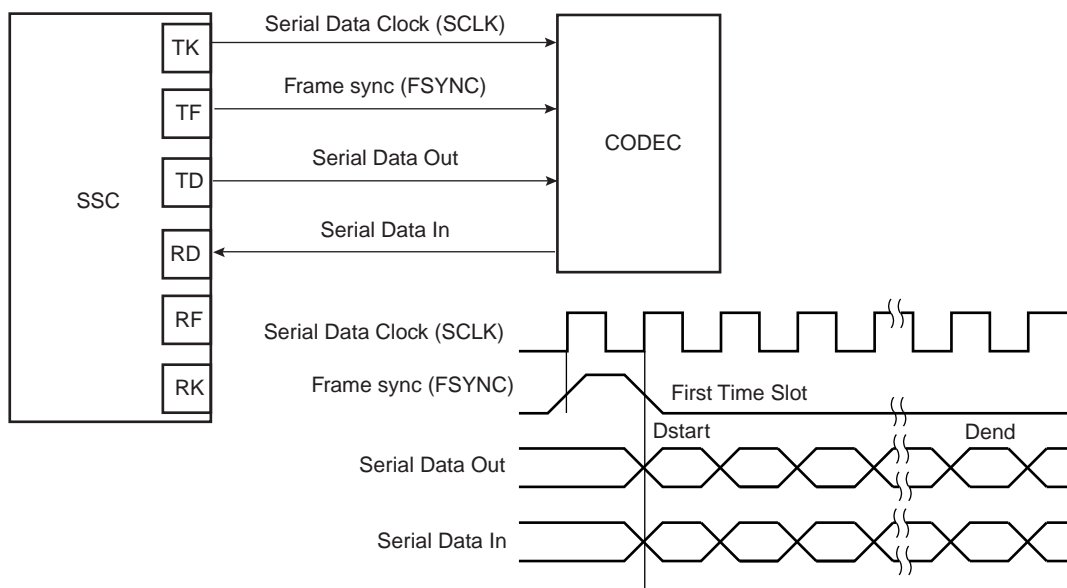 SSC
TK
TF
TD
RD
RF
RK
Serial Data Clock (SCLK)
Frame sync (FSYNC)
Serial Data Out
Serial Data In
CODEC
Serial Data Clock (SCLK)
Frame sync (FSYNC)
First Time Slot
Dstart
Dend
Serial Data Out
Serial Data In